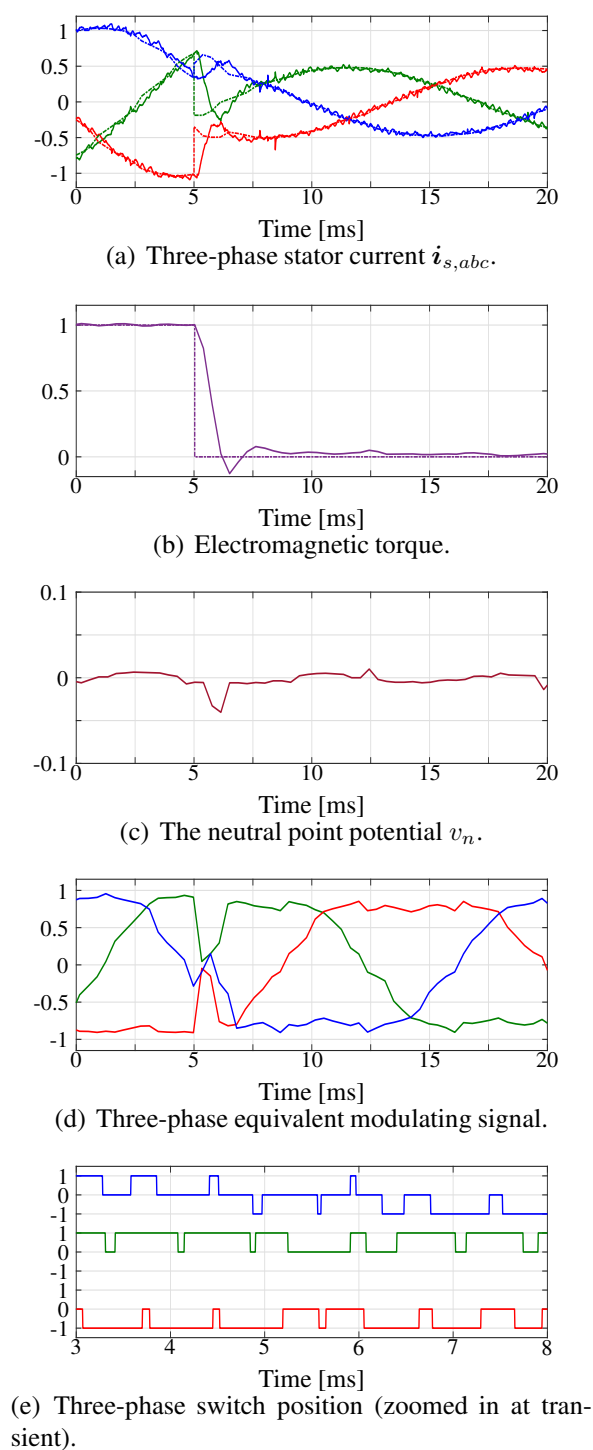 1
0.5
0
-0.5
-1
0 5 10 15 20
Time [ms]
(a) Three-phase stator current i_{s,abc}.
1
0.5
0
0 5 10 15 20
Time [ms]
(b) Electromagnetic torque.
0.1
0
-0.1
0 5 10 15 20
Time [ms]
(c) The neutral point potential v_n.
1
0.5
0
-0.5
-1
0 5 10 15 20
Time [ms]
(d) Three-phase equivalent modulating signal.
1
0
-1
1
0
-1
1
0
-1
3 4 5 6 7 8
Time [ms]
(e) Three-phase switch position (zoomed in at tran-
sient).